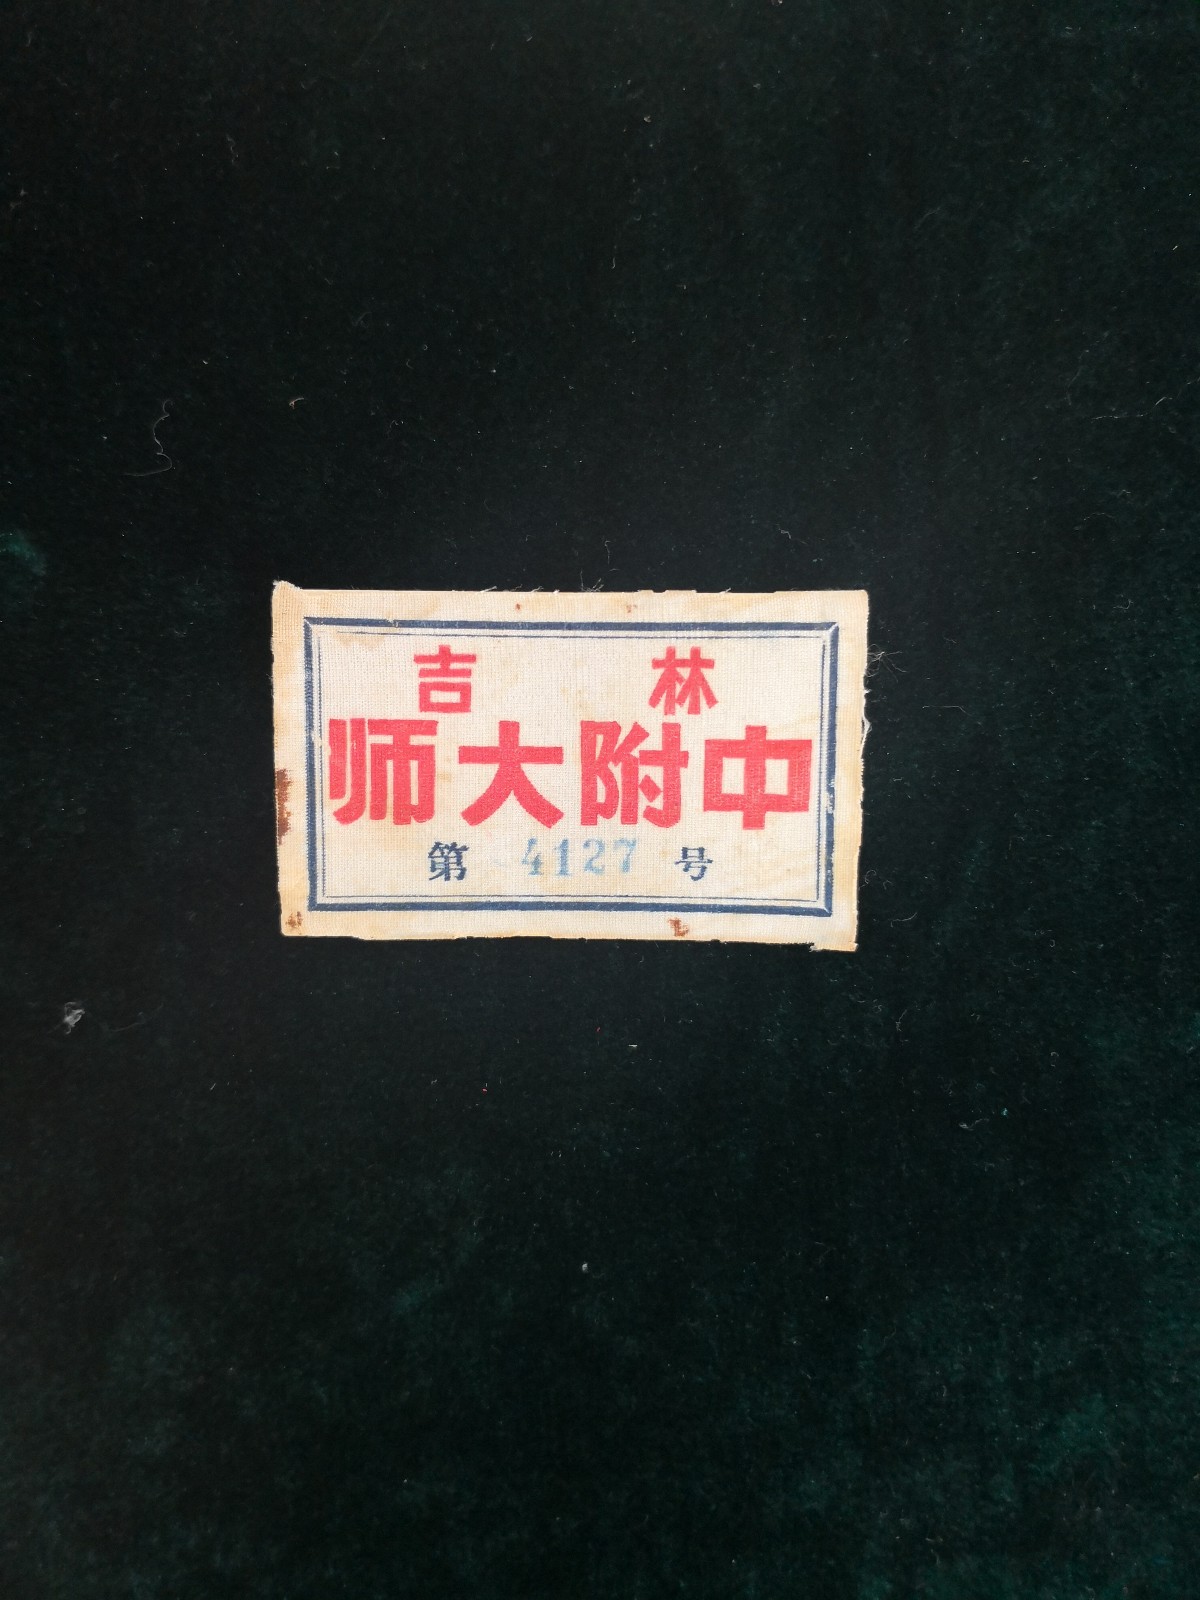 吉林
师大附中
第 4127 号